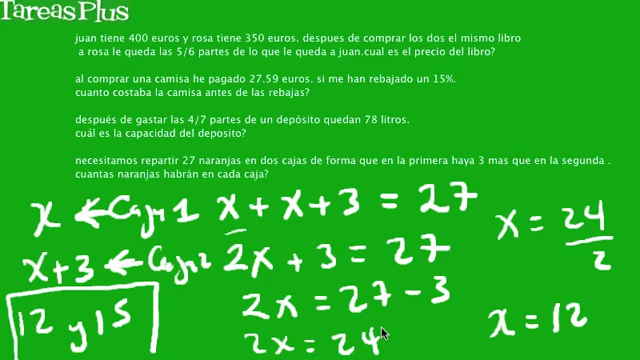 TareasPlus
juan tiene 400 euros y rosa tiene 350 euros. despues de comprar los dos el mismo libro
a rosa le queda las 5/6 partes de lo que le queda a juan.cual es el precio del libro?
al comprar una camisa he pagado 27.59 euros. si me han rebajado un 15%.
cuanto costaba la camisa antes de las rebajas?
después de gastar las 4/7 partes de un depósito quedan 78 litros.
cuál es la capacidad del deposito?
necesitamos repartir 27 naranjas en dos cajas de forma que en la primera haya 3 mas que en la segunda .
cuantas naranjas habrán en cada caja?
x ← Caja 1
x+3 ← Caja 2
12 y 15
x + x + 3 = 27
2x + 3 = 27
2x = 27 - 3
2x = 24
x = 24/2
x = 12